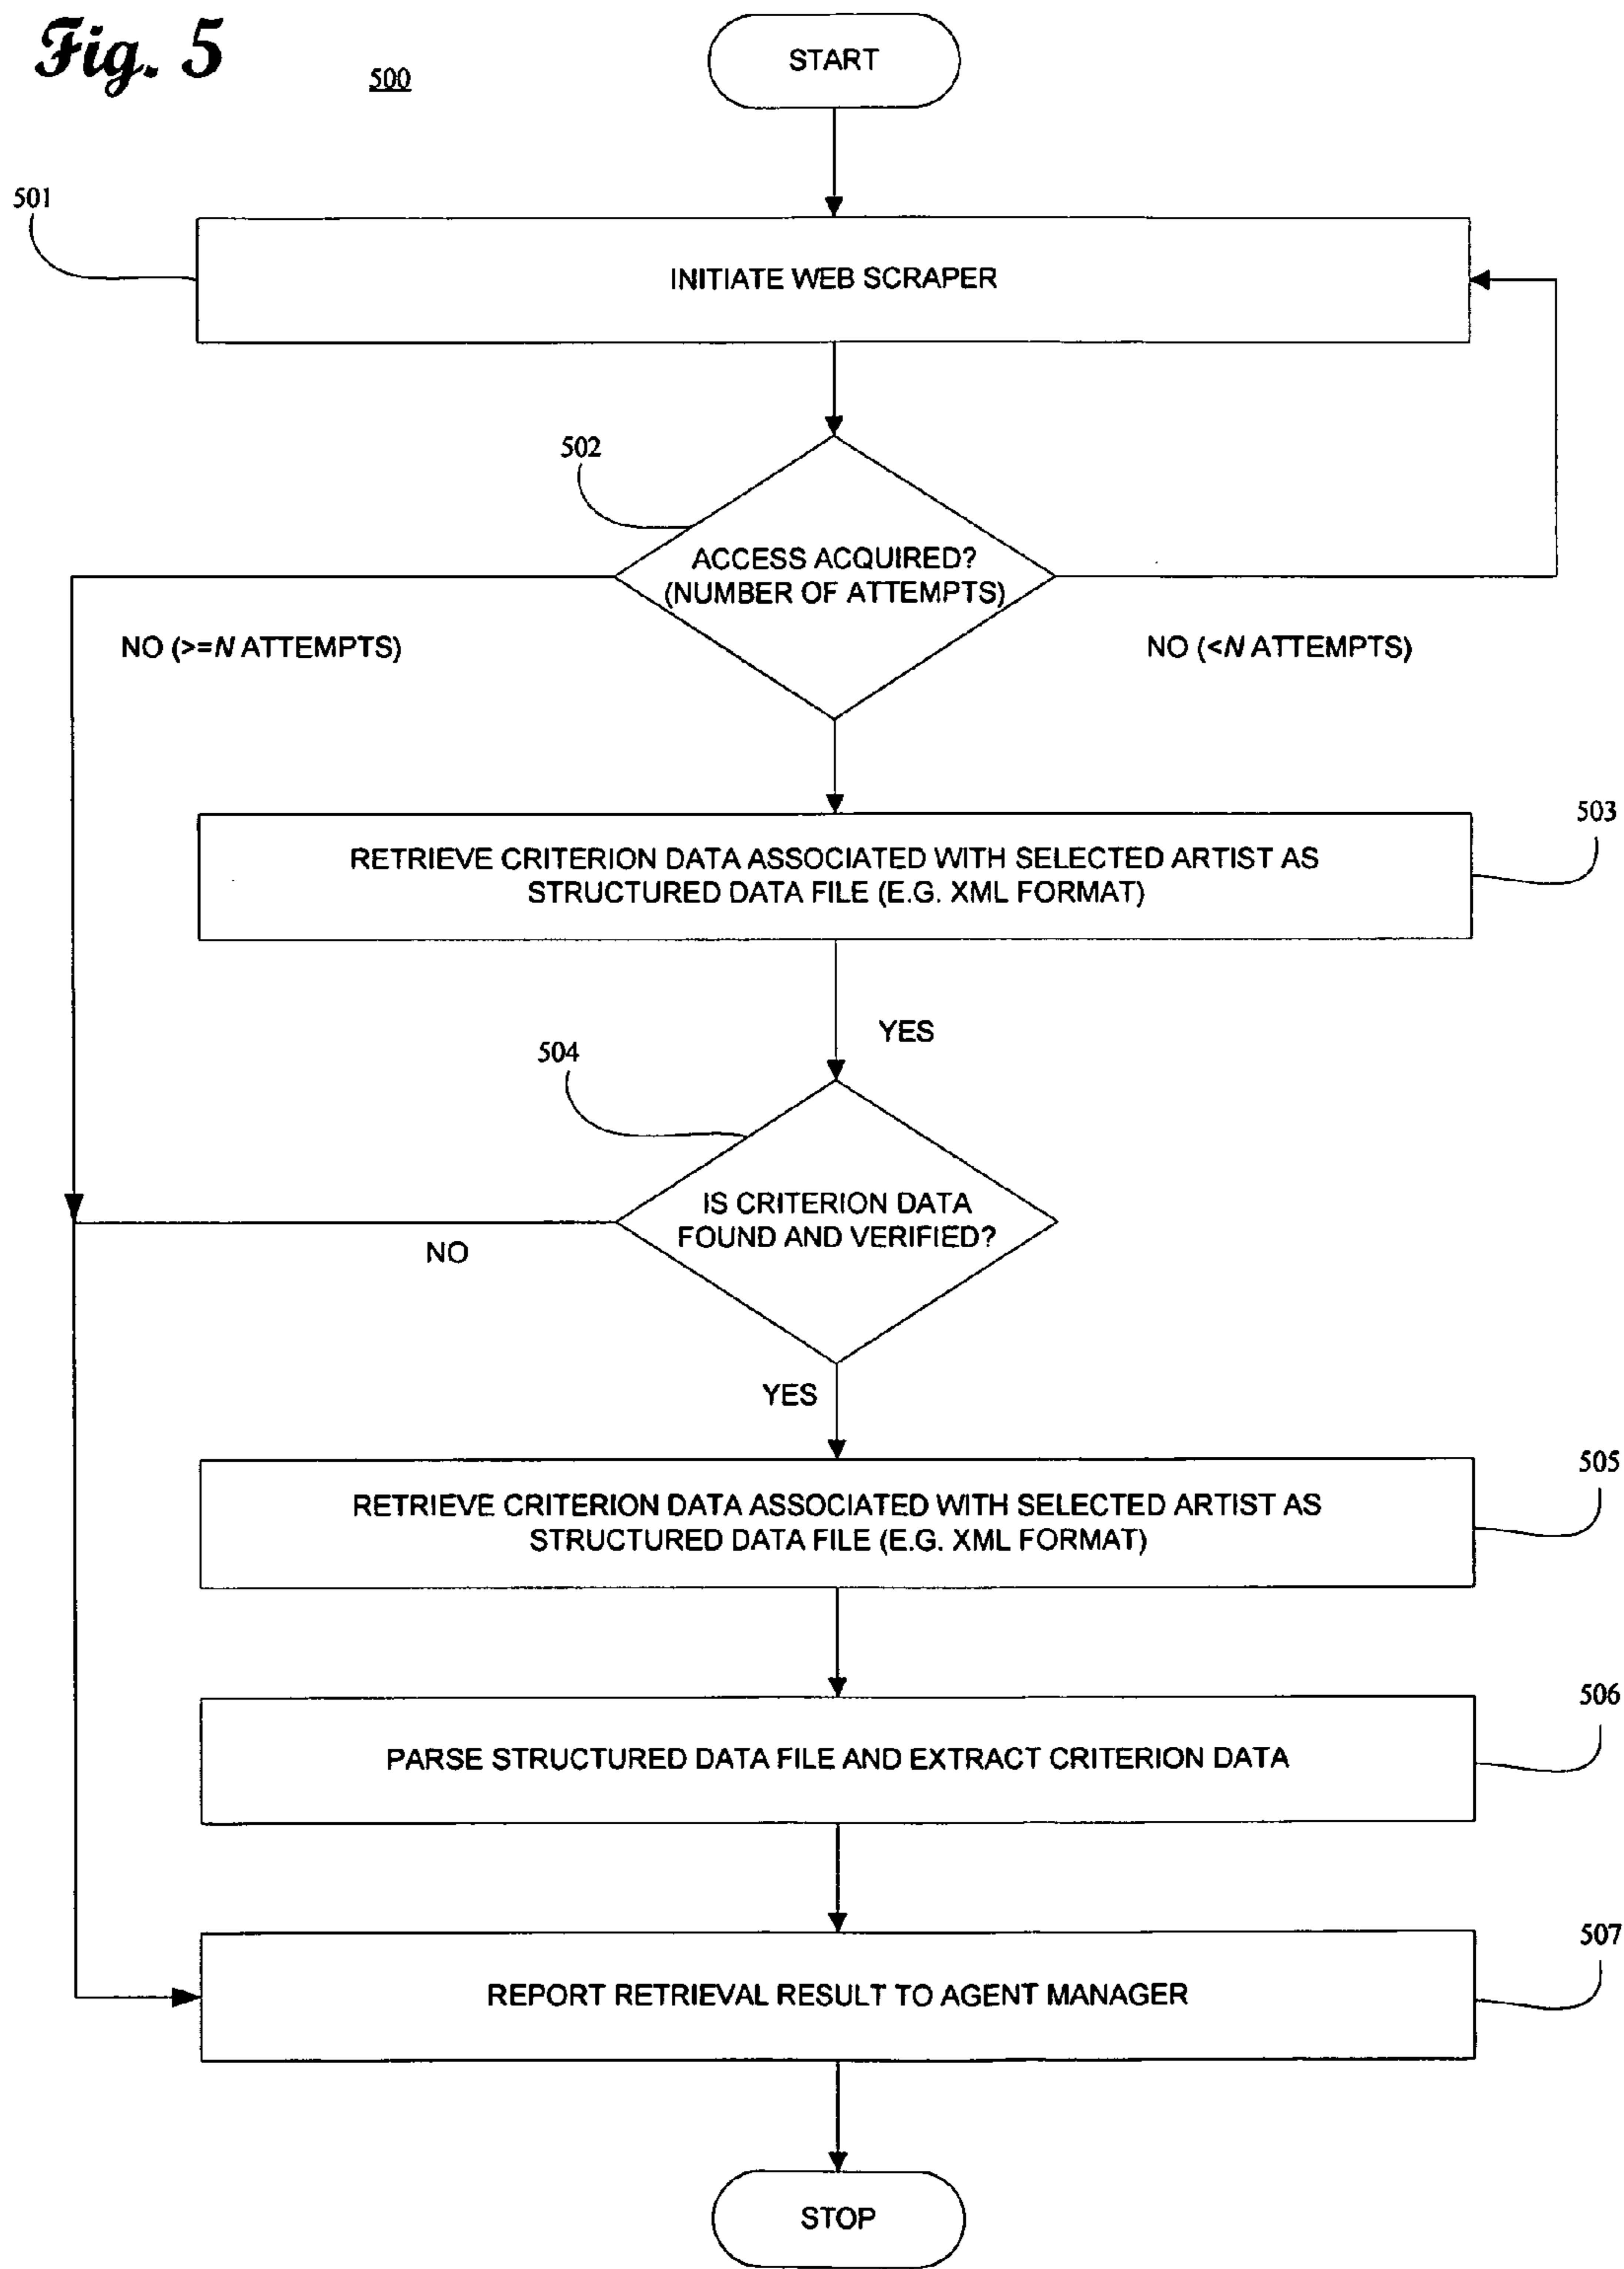 Fig. 5
500
START
501
INITIATE WEB SCRAPER
502
ACCESS ACQUIRED?
(NUMBER OF ATTEMPTS)
NO (>=N ATTEMPTS)
NO (<N ATTEMPTS)
503
RETRIEVE CRITERION DATA ASSOCIATED WITH SELECTED ARTIST AS
STRUCTURED DATA FILE (E.G. XML FORMAT)
YES
504
IS CRITERION DATA
FOUND AND VERIFIED?
NO
YES
505
RETRIEVE CRITERION DATA ASSOCIATED WITH SELECTED ARTIST AS
STRUCTURED DATA FILE (E.G. XML FORMAT)
506
PARSE STRUCTURED DATA FILE AND EXTRACT CRITERION DATA
507
REPORT RETRIEVAL RESULT TO AGENT MANAGER
STOP